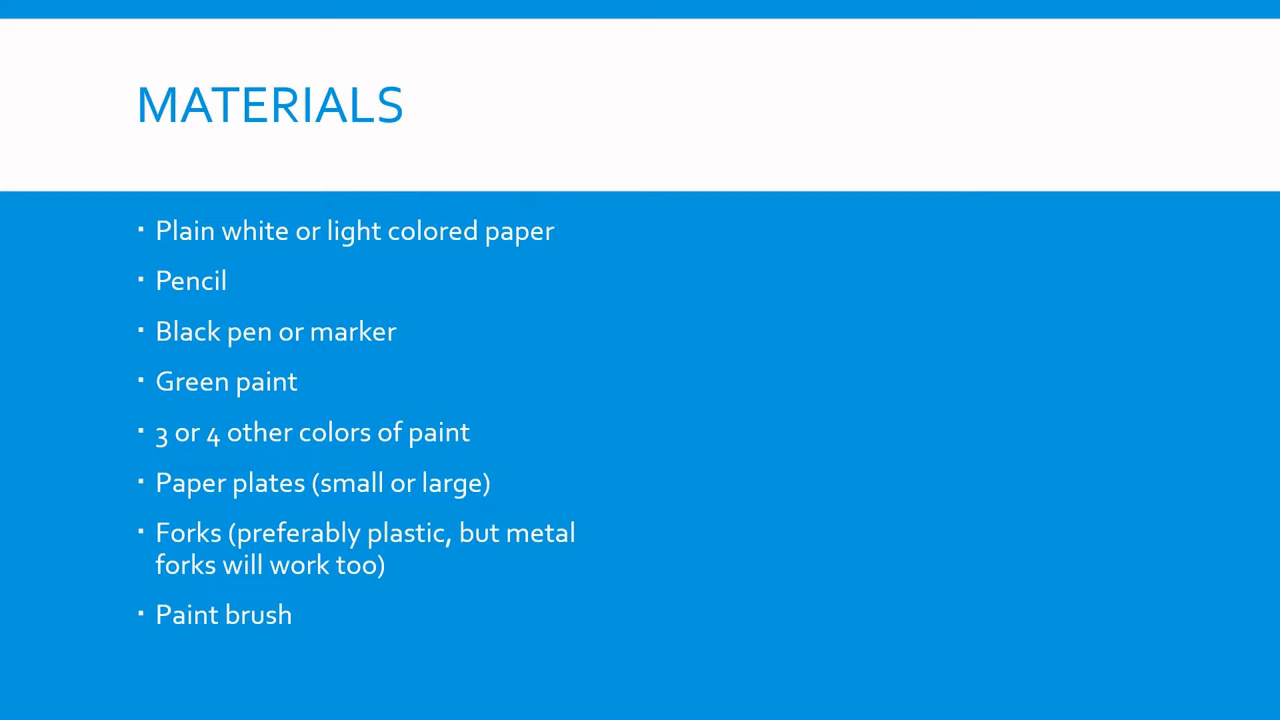 MATERIALS
▪ Plain white or light colored paper
▪ Pencil
▪ Black pen or marker
▪ Green paint
▪ 3 or 4 other colors of paint
▪ Paper plates (small or large)
▪ Forks (preferably plastic, but metal
forks will work too)
▪ Paint brush